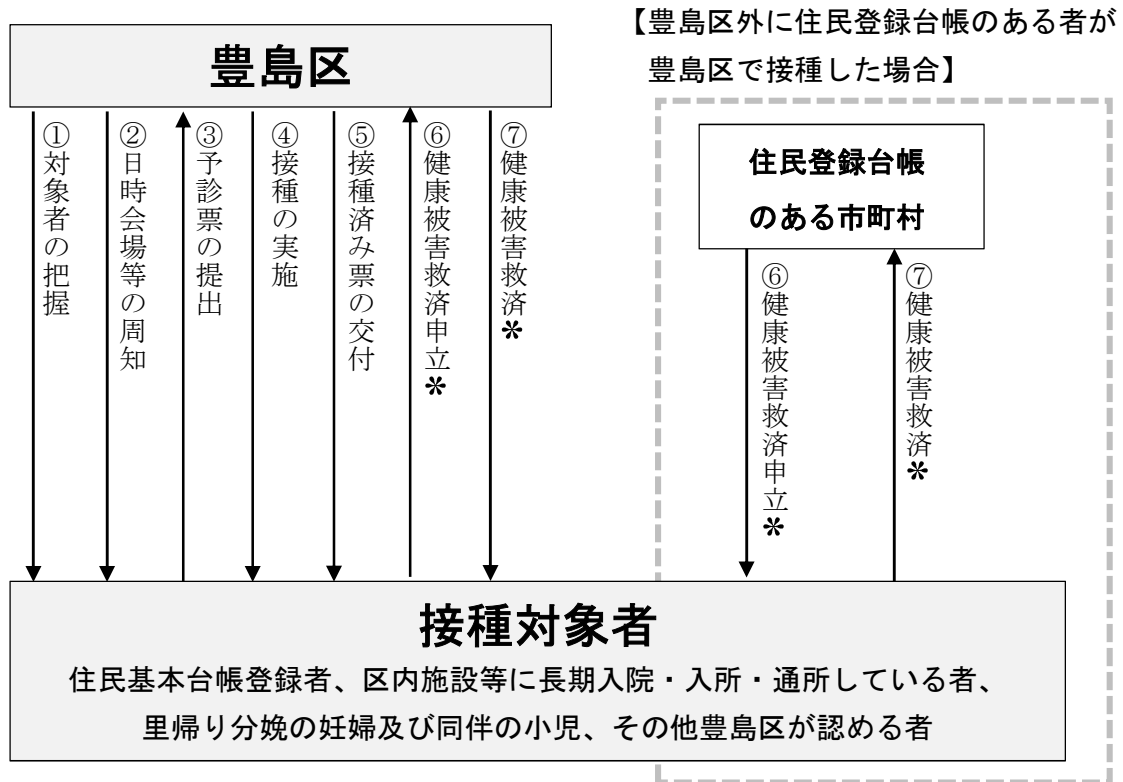 【豊島区外に住民登録台帳のある者が
豊島区で接種した場合】
豊島区
①対象者の把握
②日時会場等の周知
③予診票の提出
④接種の実施
⑤接種済み票の交付
⑥健康被害救済申立＊
⑦健康被害救済＊
住民登録台帳
のある市町村
⑥健康被害救済申立＊
⑦健康被害救済＊
接種対象者
住民基本台帳登録者、区内施設等に長期入院・入所・通所している者、
里帰り分娩の妊婦及び同伴の小児、その他豊島区が認める者